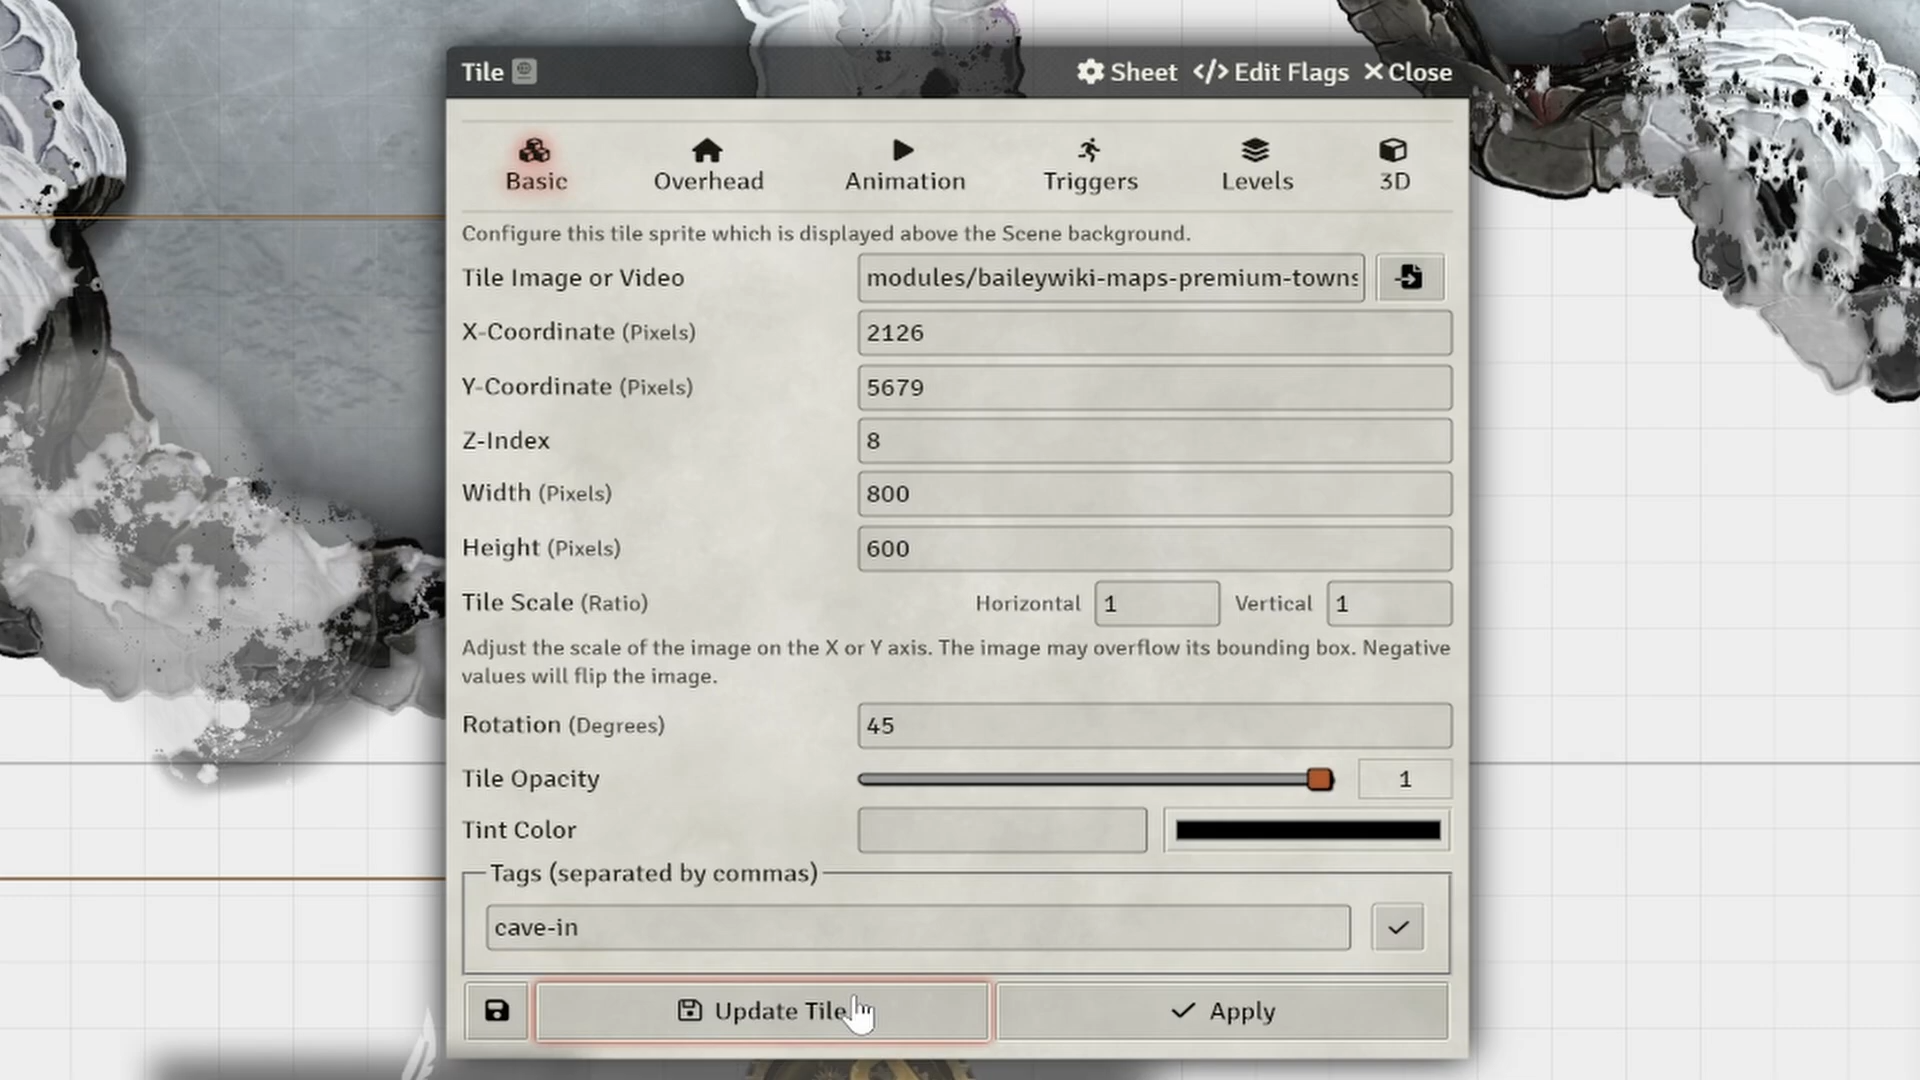 Tile
Sheet
</> Edit Flags
Close
Basic
Overhead
Animation
Triggers
Levels
3D
Configure this tile sprite which is displayed above the Scene background.
Tile Image or Video
modules/baileywiki-maps-premium-towns
X-Coordinate (Pixels)
2126
Y-Coordinate (Pixels)
5679
Z-Index
8
Width (Pixels)
800
Height (Pixels)
600
Tile Scale (Ratio)
Horizontal
1
Vertical
1
Adjust the scale of the image on the X or Y axis. The image may overflow its bounding box. Negative
values will flip the image.
Rotation (Degrees)
45
Tile Opacity
1
Tint Color
Tags (separated by commas)
cave-in
Update Tile
Apply